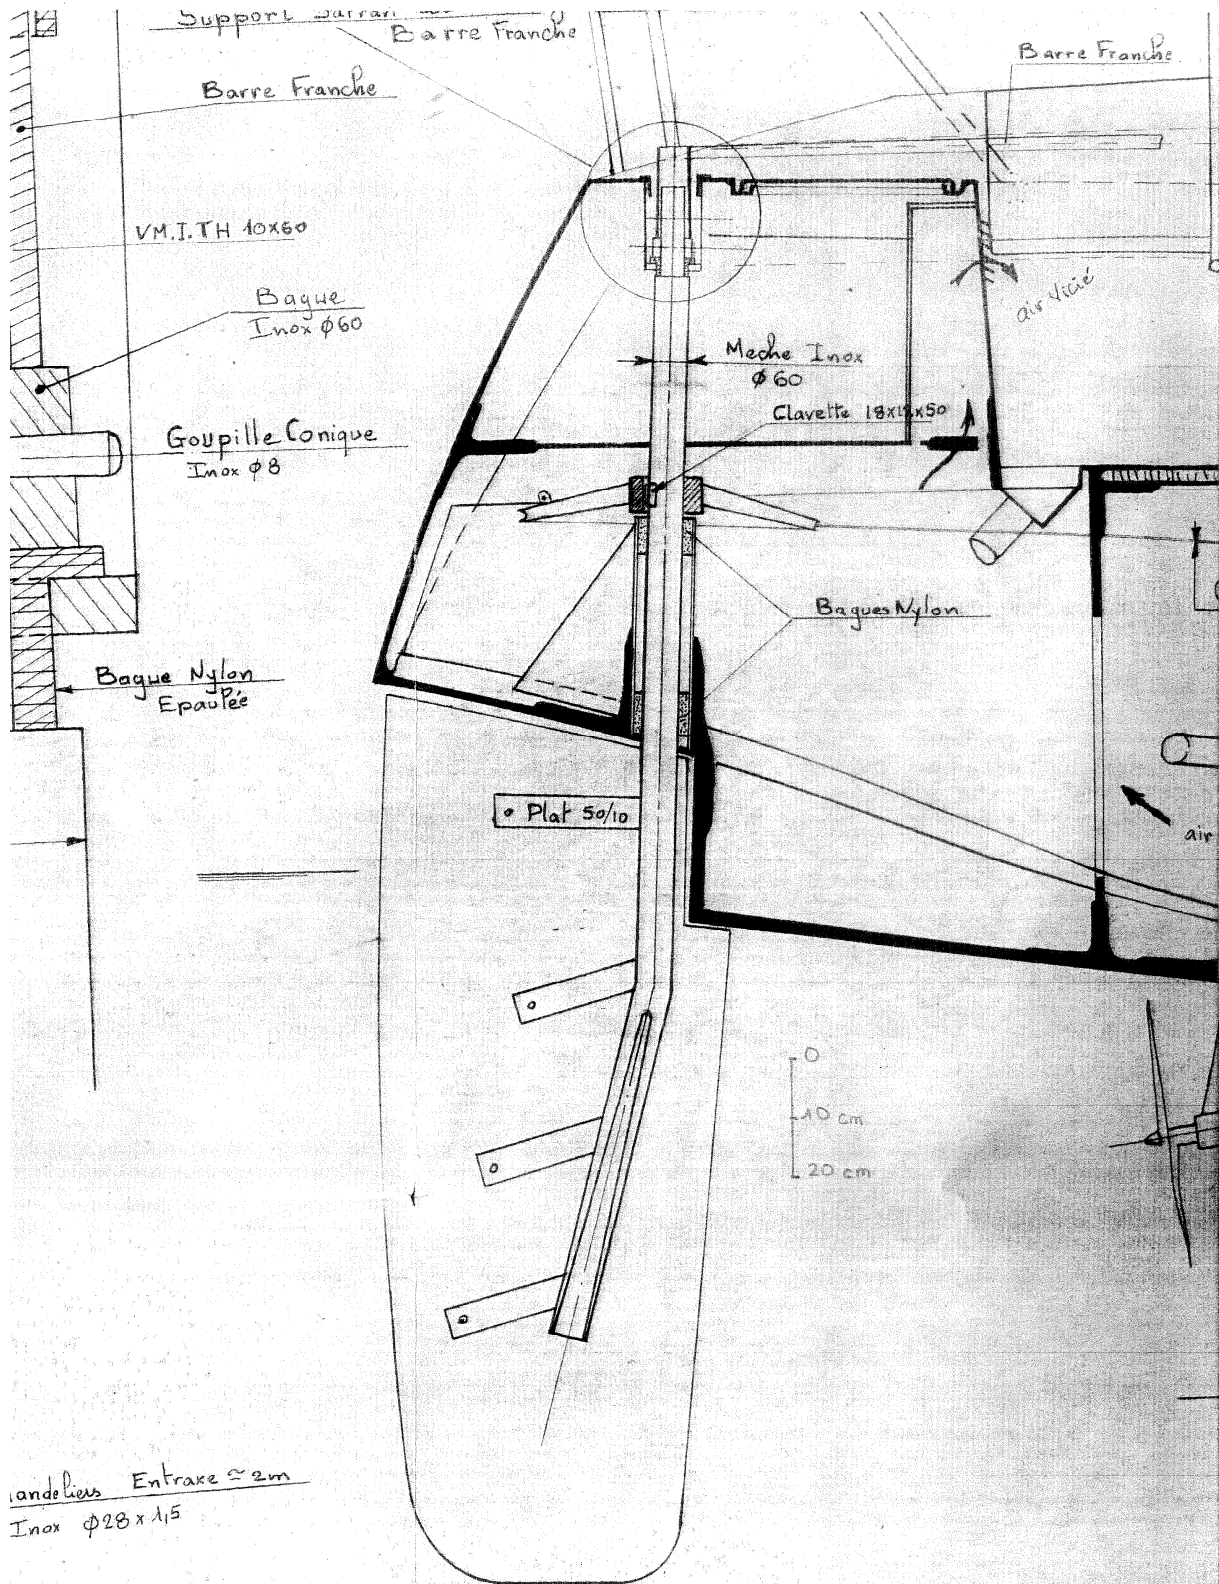 Support
Barre Franche
Barre Franche
Barre Franche
VM.I.TH 10x60
air vicié
Bague
Inox ϕ60
Meche Inox
ϕ 60
Clavette 18x11x50
Goupille Conique
Inox ϕ8
Bagues Nylon
Bague Nylon
Epaulée
Plat 50/10
air
0
10 cm
20 cm
andeliers Entraxe ≃ 2m
Inox ϕ28 x 1,5